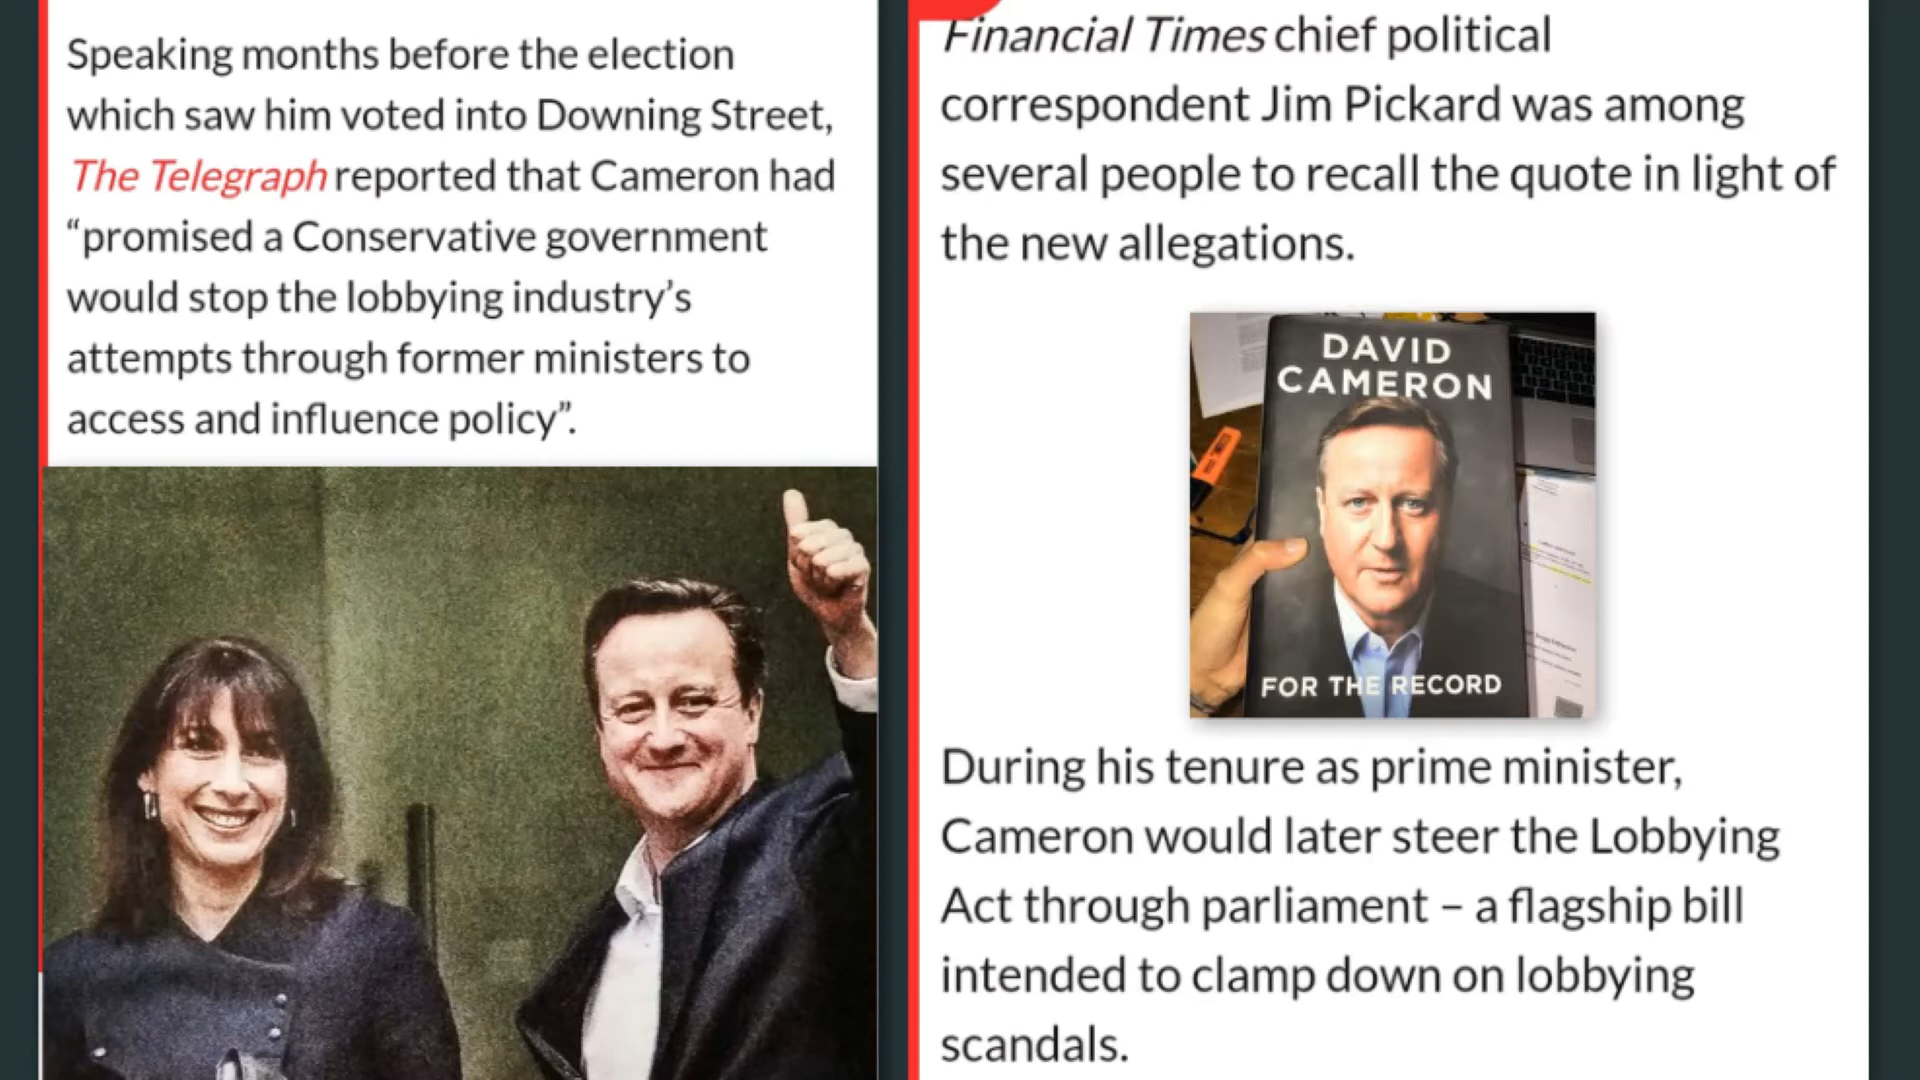 Speaking months before the election
which saw him voted into Downing Street,
The Telegraph reported that Cameron had
“promised a Conservative government
would stop the lobbying industry’s
attempts through former ministers to
access and influence policy”.
Financial Times chief political
correspondent Jim Pickard was among
several people to recall the quote in light of
the new allegations.
DAVID
CAMERON
FOR THE RECORD
During his tenure as prime minister,
Cameron would later steer the Lobbying
Act through parliament – a flagship bill
intended to clamp down on lobbying
scandals.